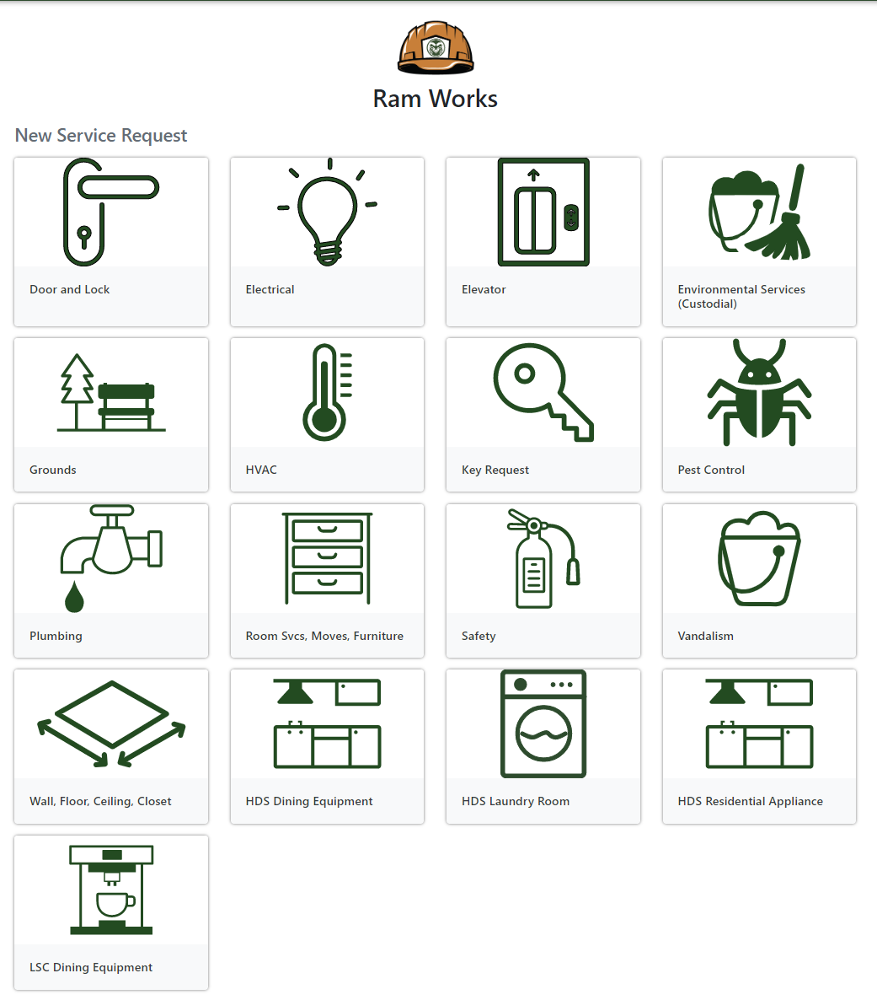 Ram Works
New Service Request
Door and Lock
Electrical
Elevator
Environmental Services
(Custodial)
Grounds
HVAC
Key Request
Pest Control
Plumbing
Room Svcs, Moves, Furniture
Safety
Vandalism
Wall, Floor, Ceiling, Closet
HDS Dining Equipment
HDS Laundry Room
HDS Residential Appliance
LSC Dining Equipment